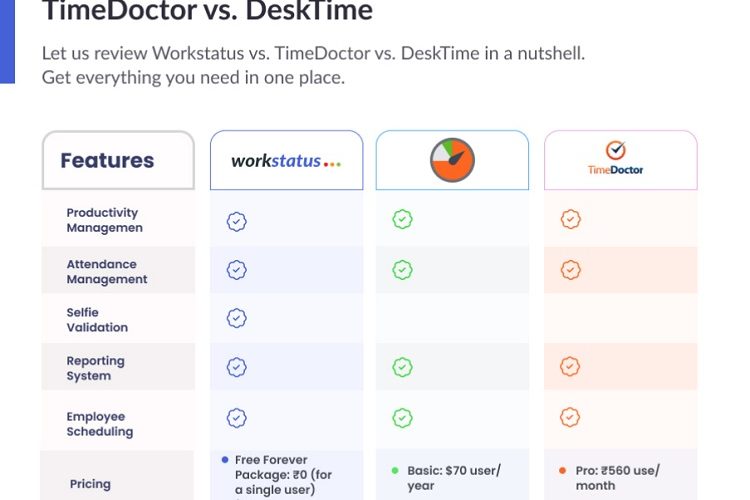 TimeDoctor vs. DeskTime
Let us review Workstatus vs. TimeDoctor vs. DeskTime in a nutshell.
Get everything you need in one place.
Features
workstatus
TimeDoctor
Productivity
Managemen
Attendance
Management
Selfie
Validation
Reporting
System
Employee
Scheduling
Pricing
Free Forever
Package: ₹0 (for
a single user)
Basic: $70 user/
year
Pro: ₹560 use/
month